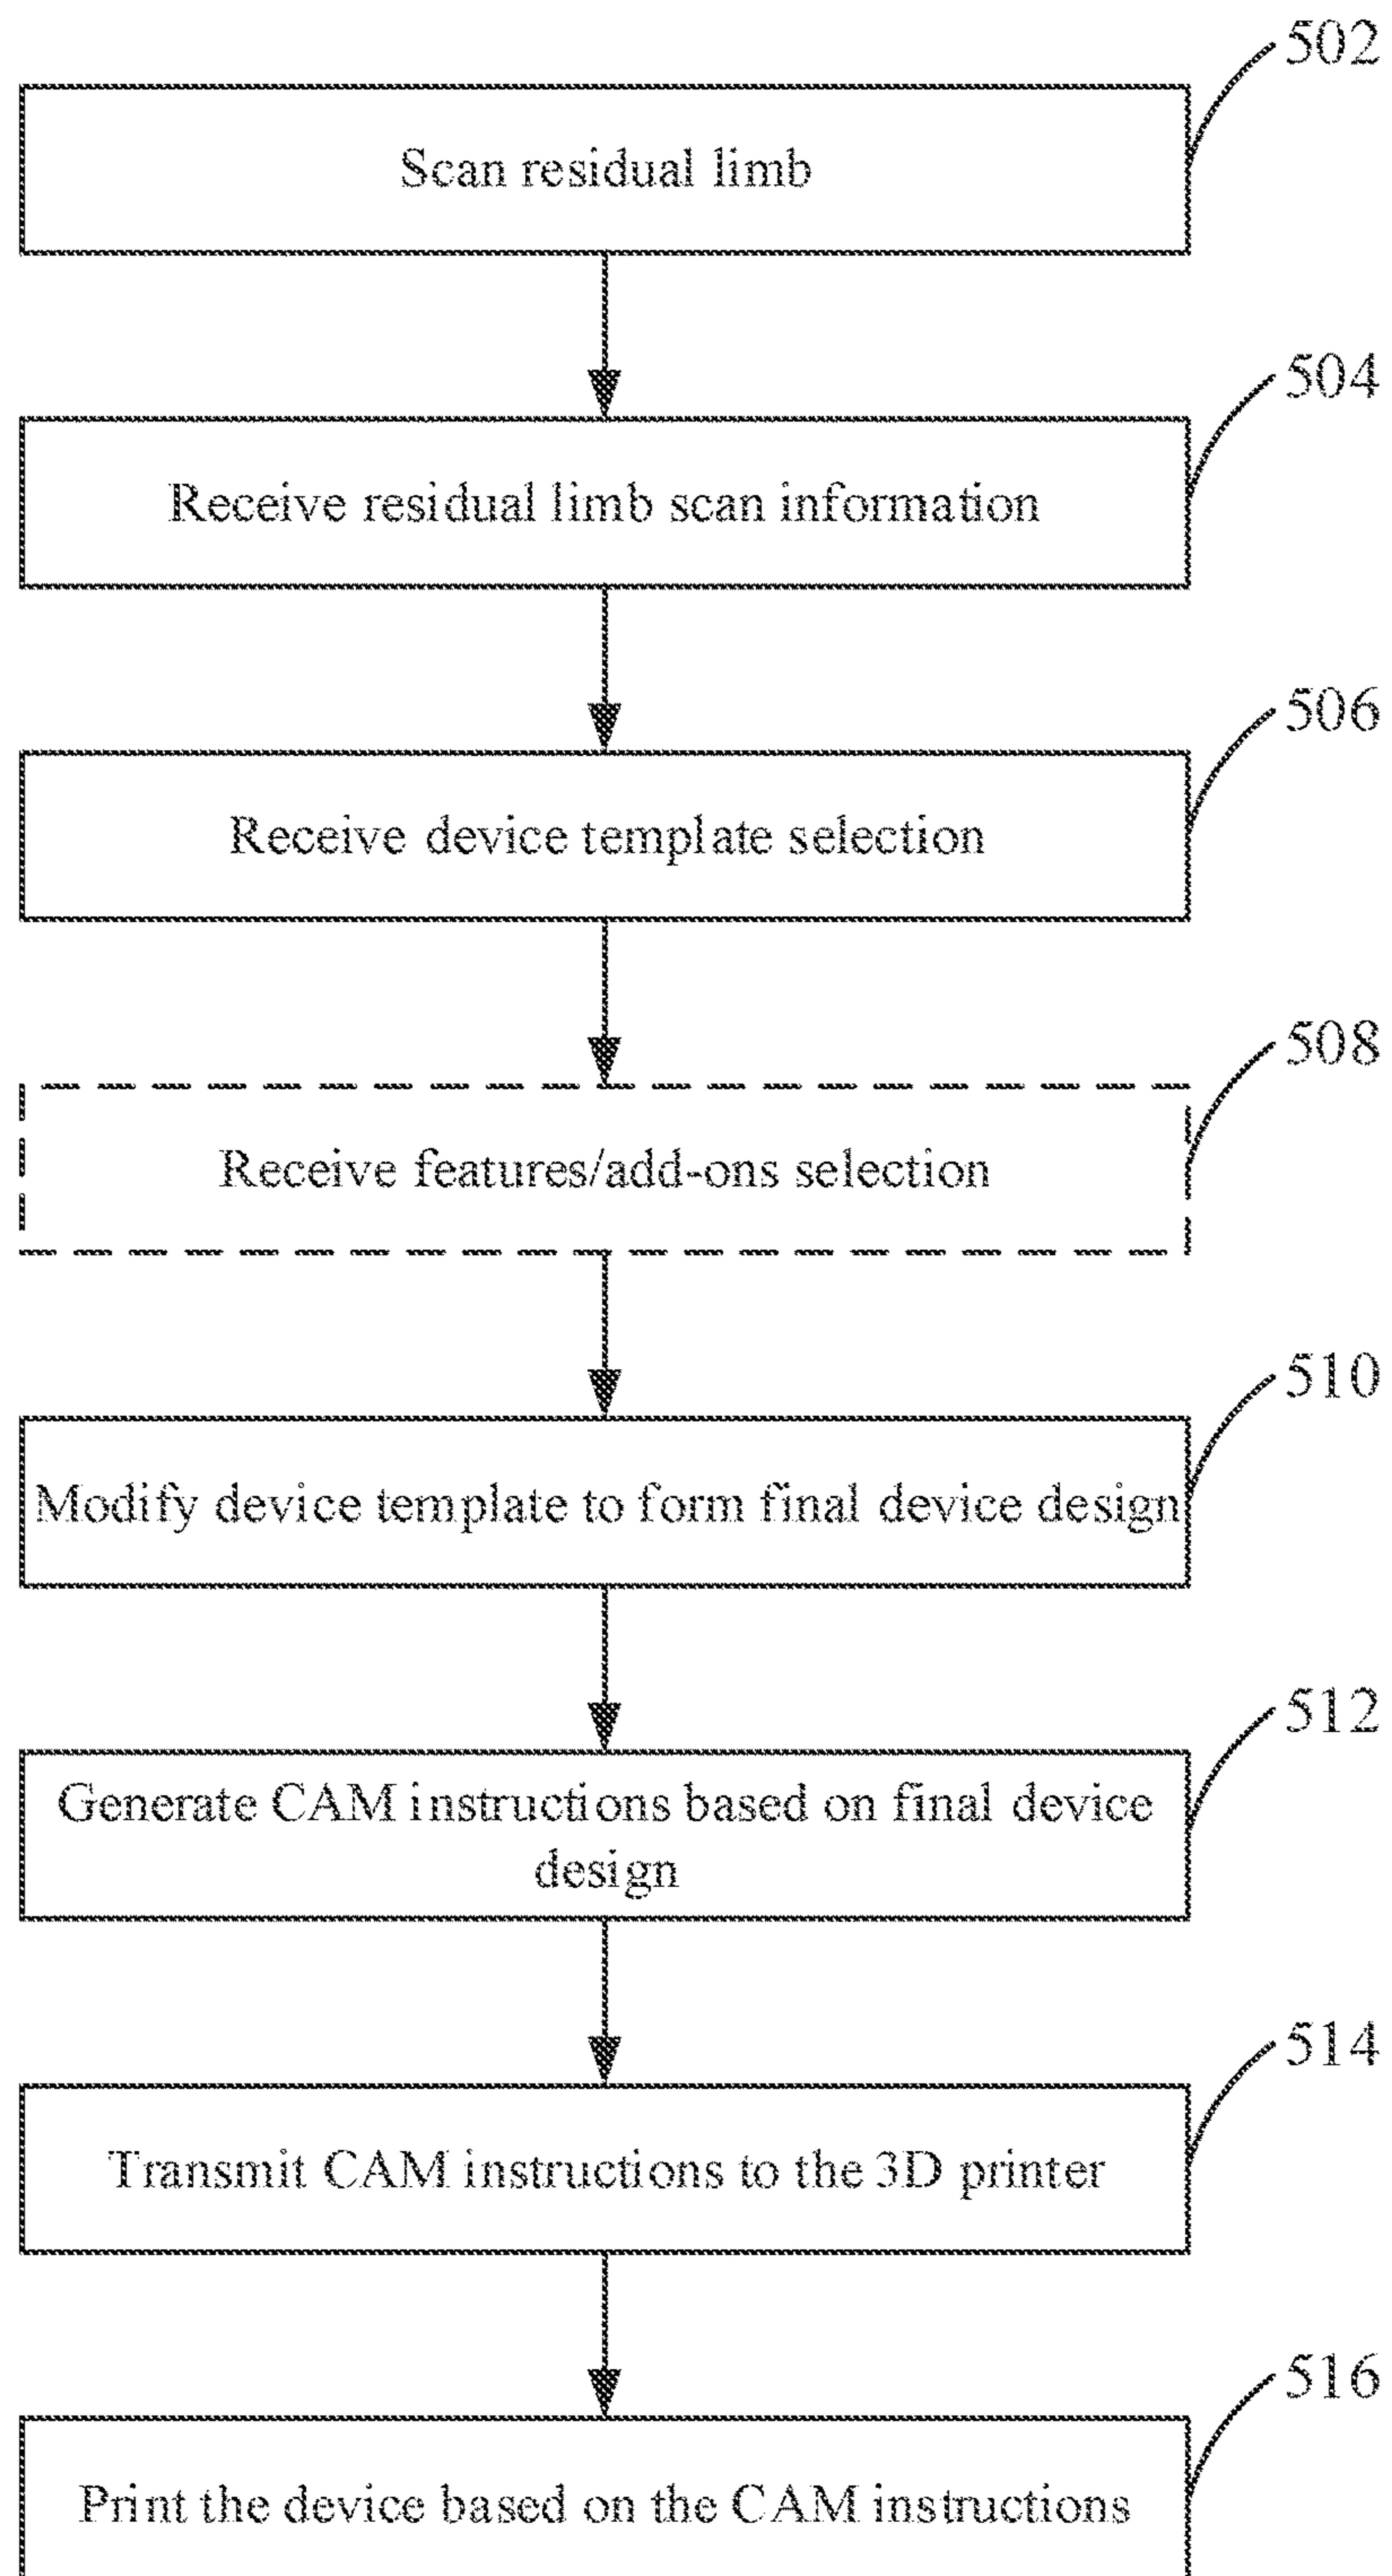 502
Scan residual limb
504
Receive residual limb scan information
506
Receive device template selection
508
Receive features/add-ons selection
510
Modify device template to form final device design
512
Generate CAM instructions based on final device
design
514
Transmit CAM instructions to the 3D printer
516
Print the device based on the CAM instructions